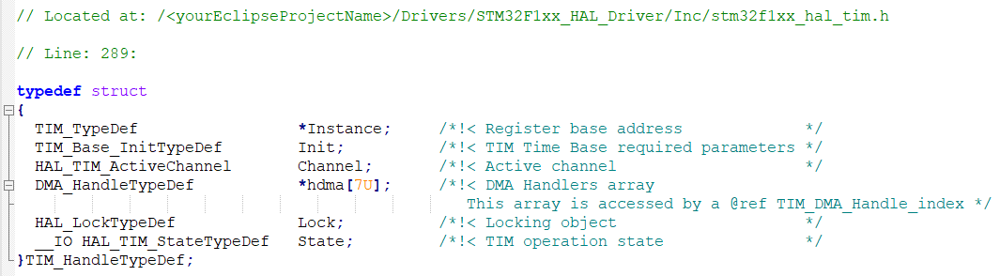 // Located at: /<yourEclipseProjectName>/Drivers/STM32F1xx_HAL_Driver/Inc/stm32f1xx_hal_tim.h
// Line: 289:
typedef struct
{
TIM_TypeDef *Instance; /*!< Register base address */
TIM_Base_InitTypeDef Init; /*!< TIM Time Base required parameters */
HAL_TIM_ActiveChannel Channel; /*!< Active channel */
DMA_HandleTypeDef *hdma[7U]; /*!< DMA Handlers array
This array is accessed by a @ref TIM_DMA_Handle_index */
HAL_LockTypeDef Lock; /*!< Locking object */
__IO HAL_TIM_StateTypeDef State; /*!< TIM operation state */
}TIM_HandleTypeDef;